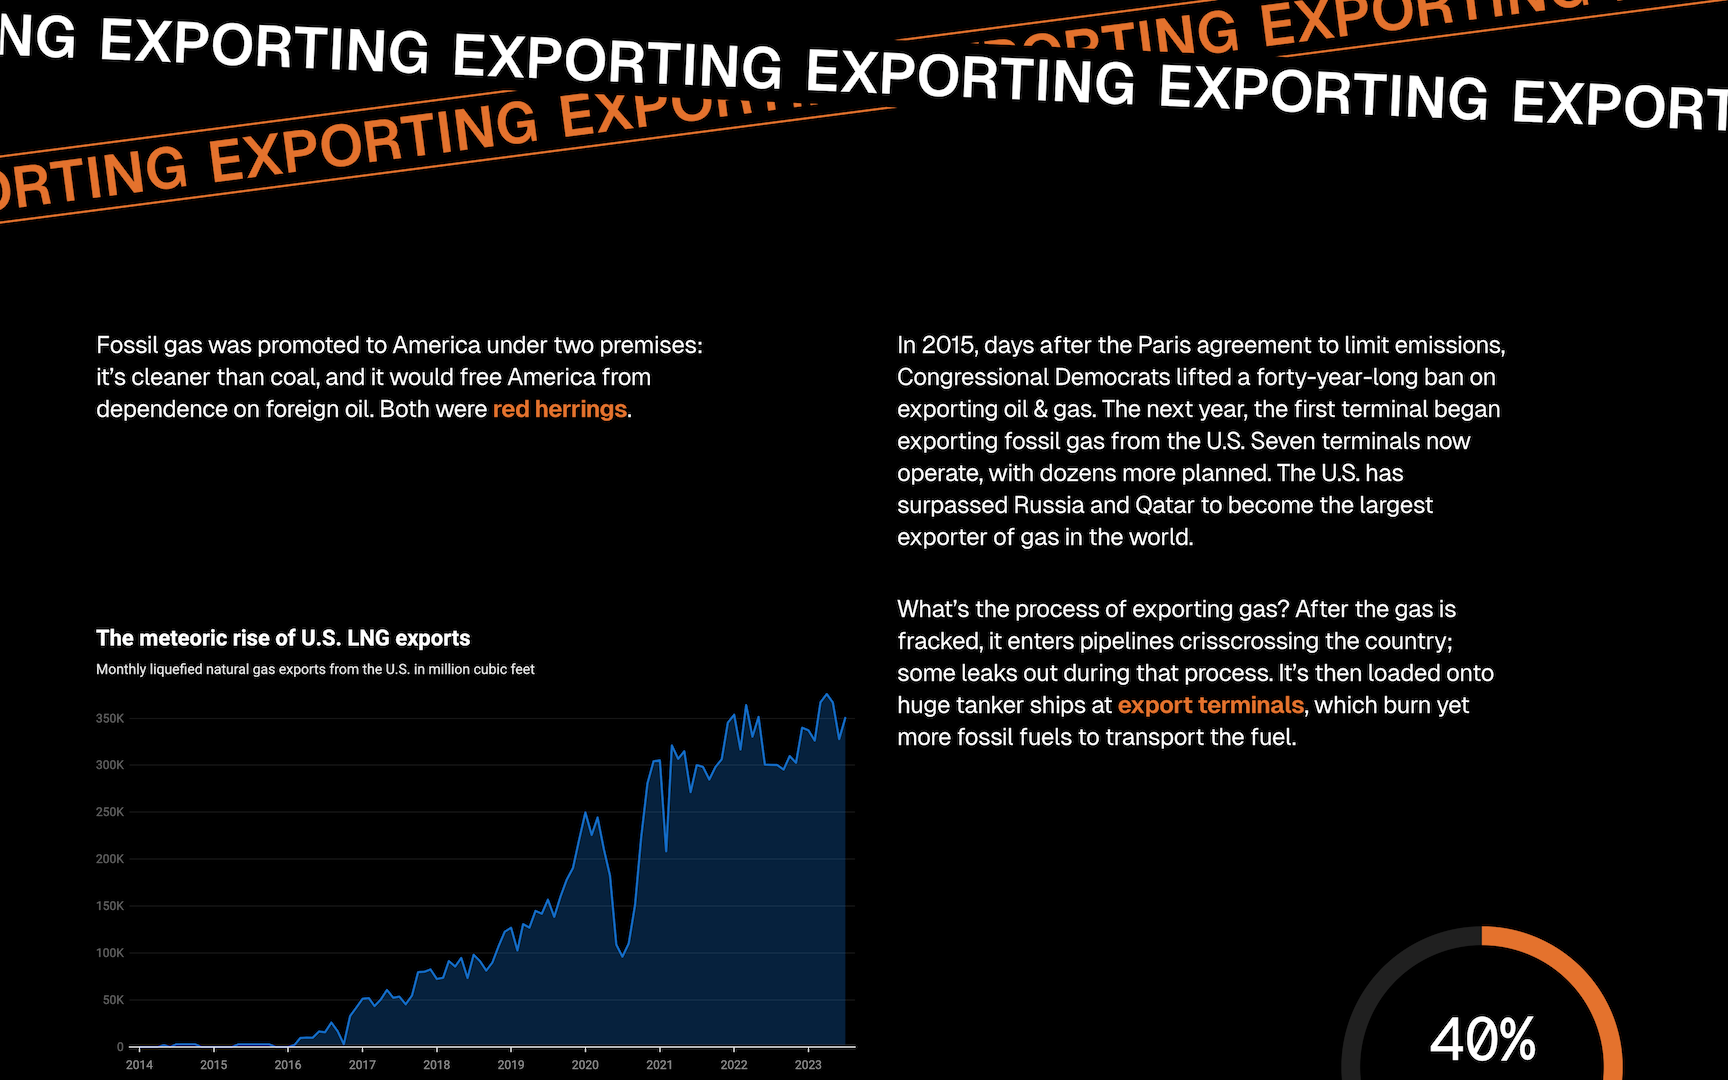 NG EXPORTING EXPORTING EXPORTING EXPORTING EXPORT
ORTING EXPORTING EXPORTING EXPORTING EXPORTING
Fossil gas was promoted to America under two premises:
it's cleaner than coal, and it would free America from
dependence on foreign oil. Both were red herrings.
The meteoric rise of U.S. LNG exports
Monthly liquefied natural gas exports from the U.S. in million cubic feet
350K
300K
250K
200K
150K
100K
50K
0
2014 2015 2016 2017 2018 2019 2020 2021 2022 2023
In 2015, days after the Paris agreement to limit emissions,
Congressional Democrats lifted a forty-year-long ban on
exporting oil & gas. The next year, the first terminal began
exporting fossil gas from the U.S. Seven terminals now
operate, with dozens more planned. The U.S. has
surpassed Russia and Qatar to become the largest
exporter of gas in the world.
What's the process of exporting gas? After the gas is
fracked, it enters pipelines crisscrossing the country;
some leaks out during that process. It's then loaded onto
huge tanker ships at export terminals, which burn yet
more fossil fuels to transport the fuel.
40%